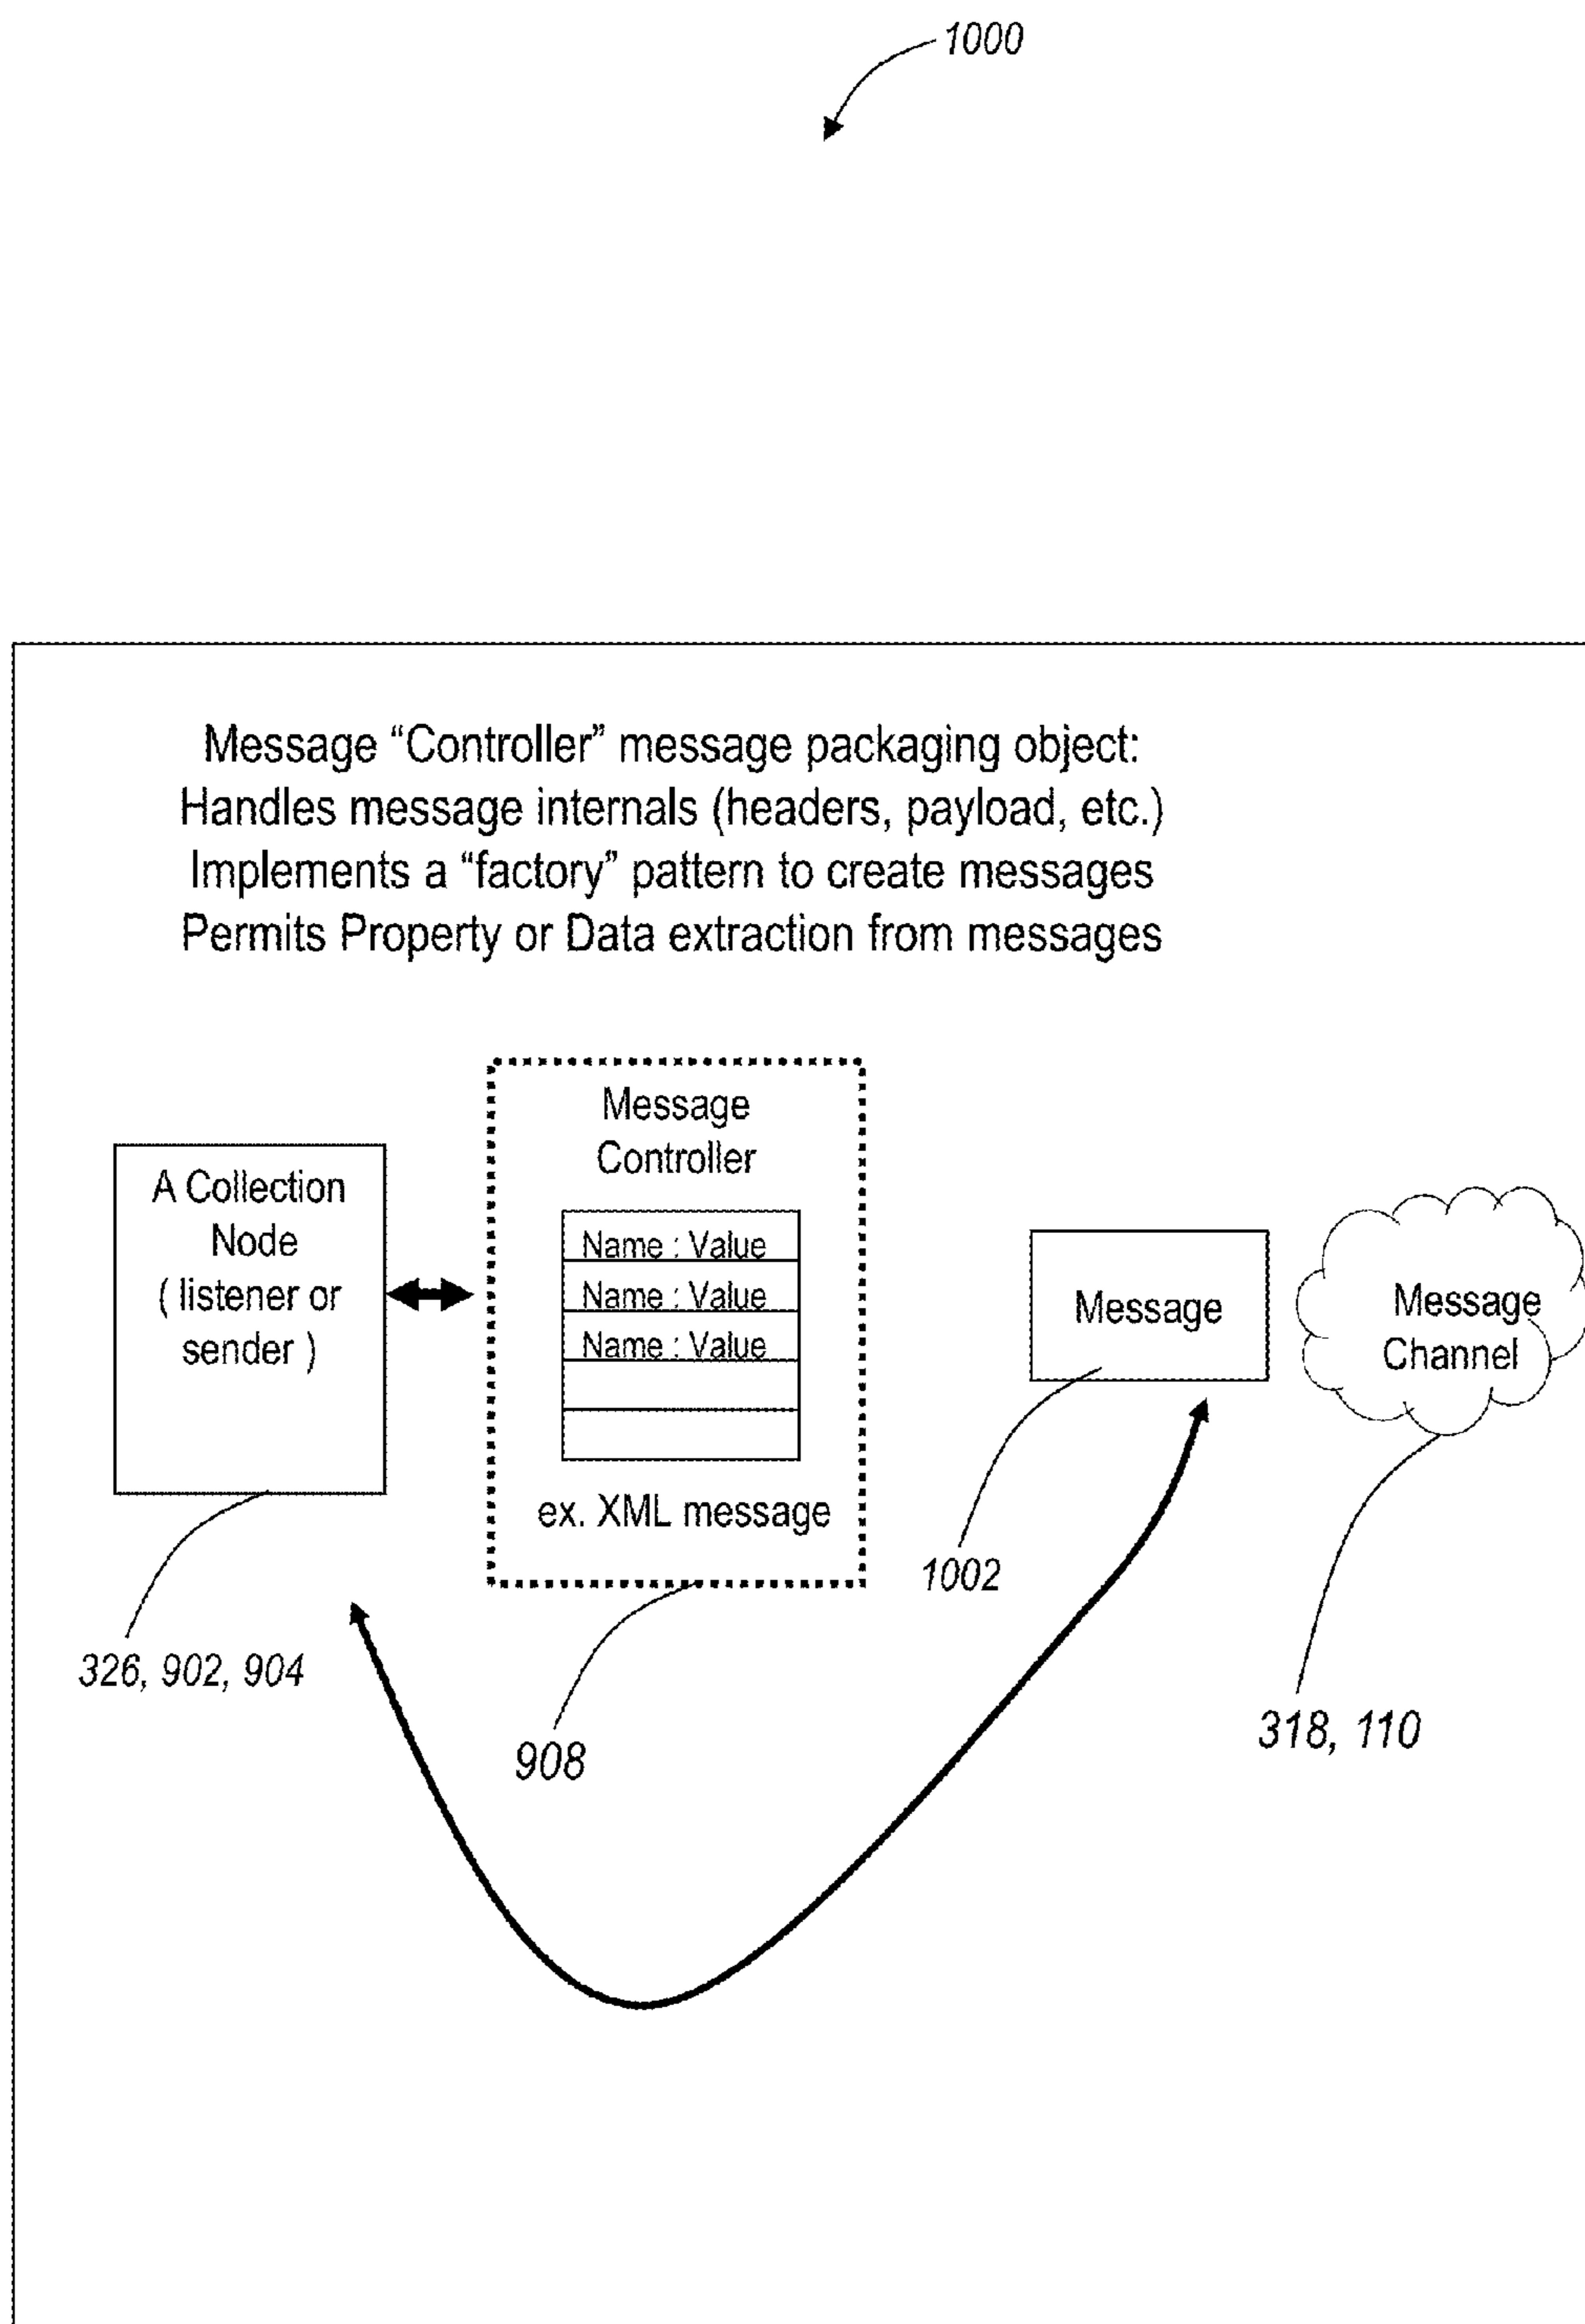 1000
Message “Controller” message packaging object:
Handles message internals (headers, payload, etc.)
Implements a “factory” pattern to create messages
Permits Property or Data extraction from messages
A Collection
Node
( listener or
sender )
326, 902, 904
Message
Controller
Name : Value
Name : Value
Name : Value
ex. XML message
908
Message
1002
Message
Channel
318, 110